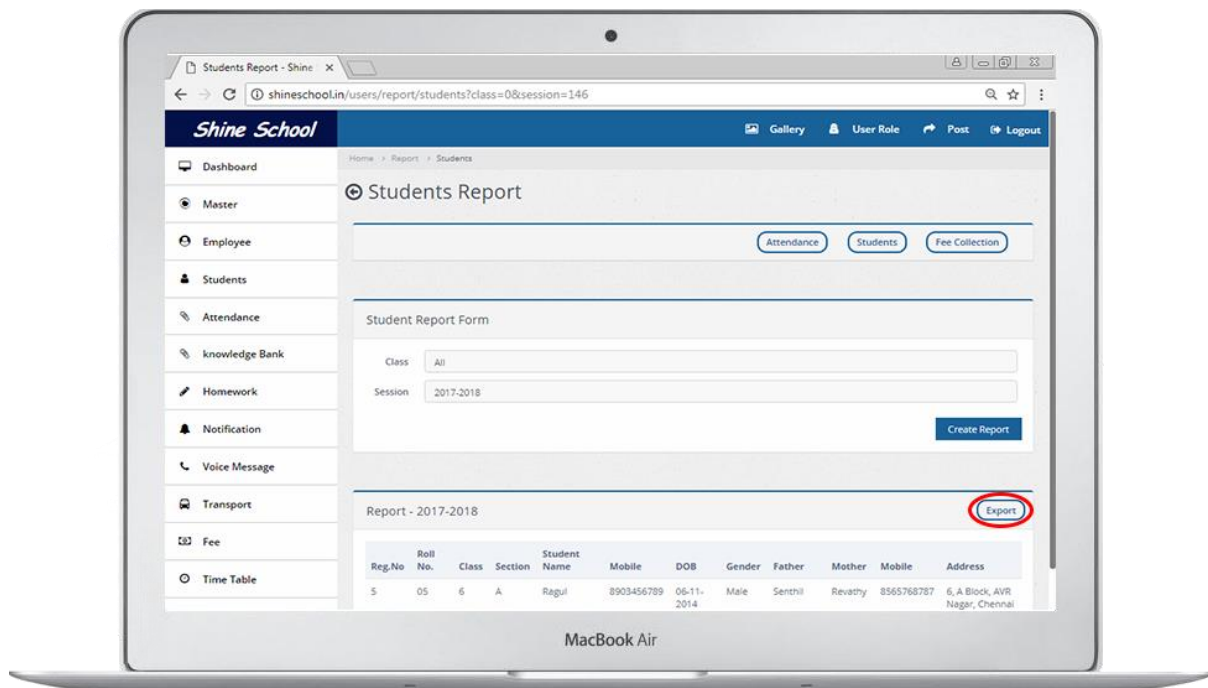 Students Report - Shine
shineschool.in/users/report/students?class=0&session=146
Shine School
Gallery User Role Post Logout
Home > Report > Students
Dashboard
Master
Employee
Students
Attendance
knowledge Bank
Homework
Notification
Voice Message
Transport
Fee
Time Table
Students Report
Attendance Students Fee Collection
Student Report Form
Class All
Session 2017-2018
Create Report
Report - 2017-2018 Export
Reg.No Roll No. Class Section Student Name Mobile DOB Gender Father Mother Mobile Address
5 05 6 A Ragul 8903456789 06-11-2014 Male Senthil Revathy 8565768787 6, A Block, AVR Nagar, Chennai
MacBook Air